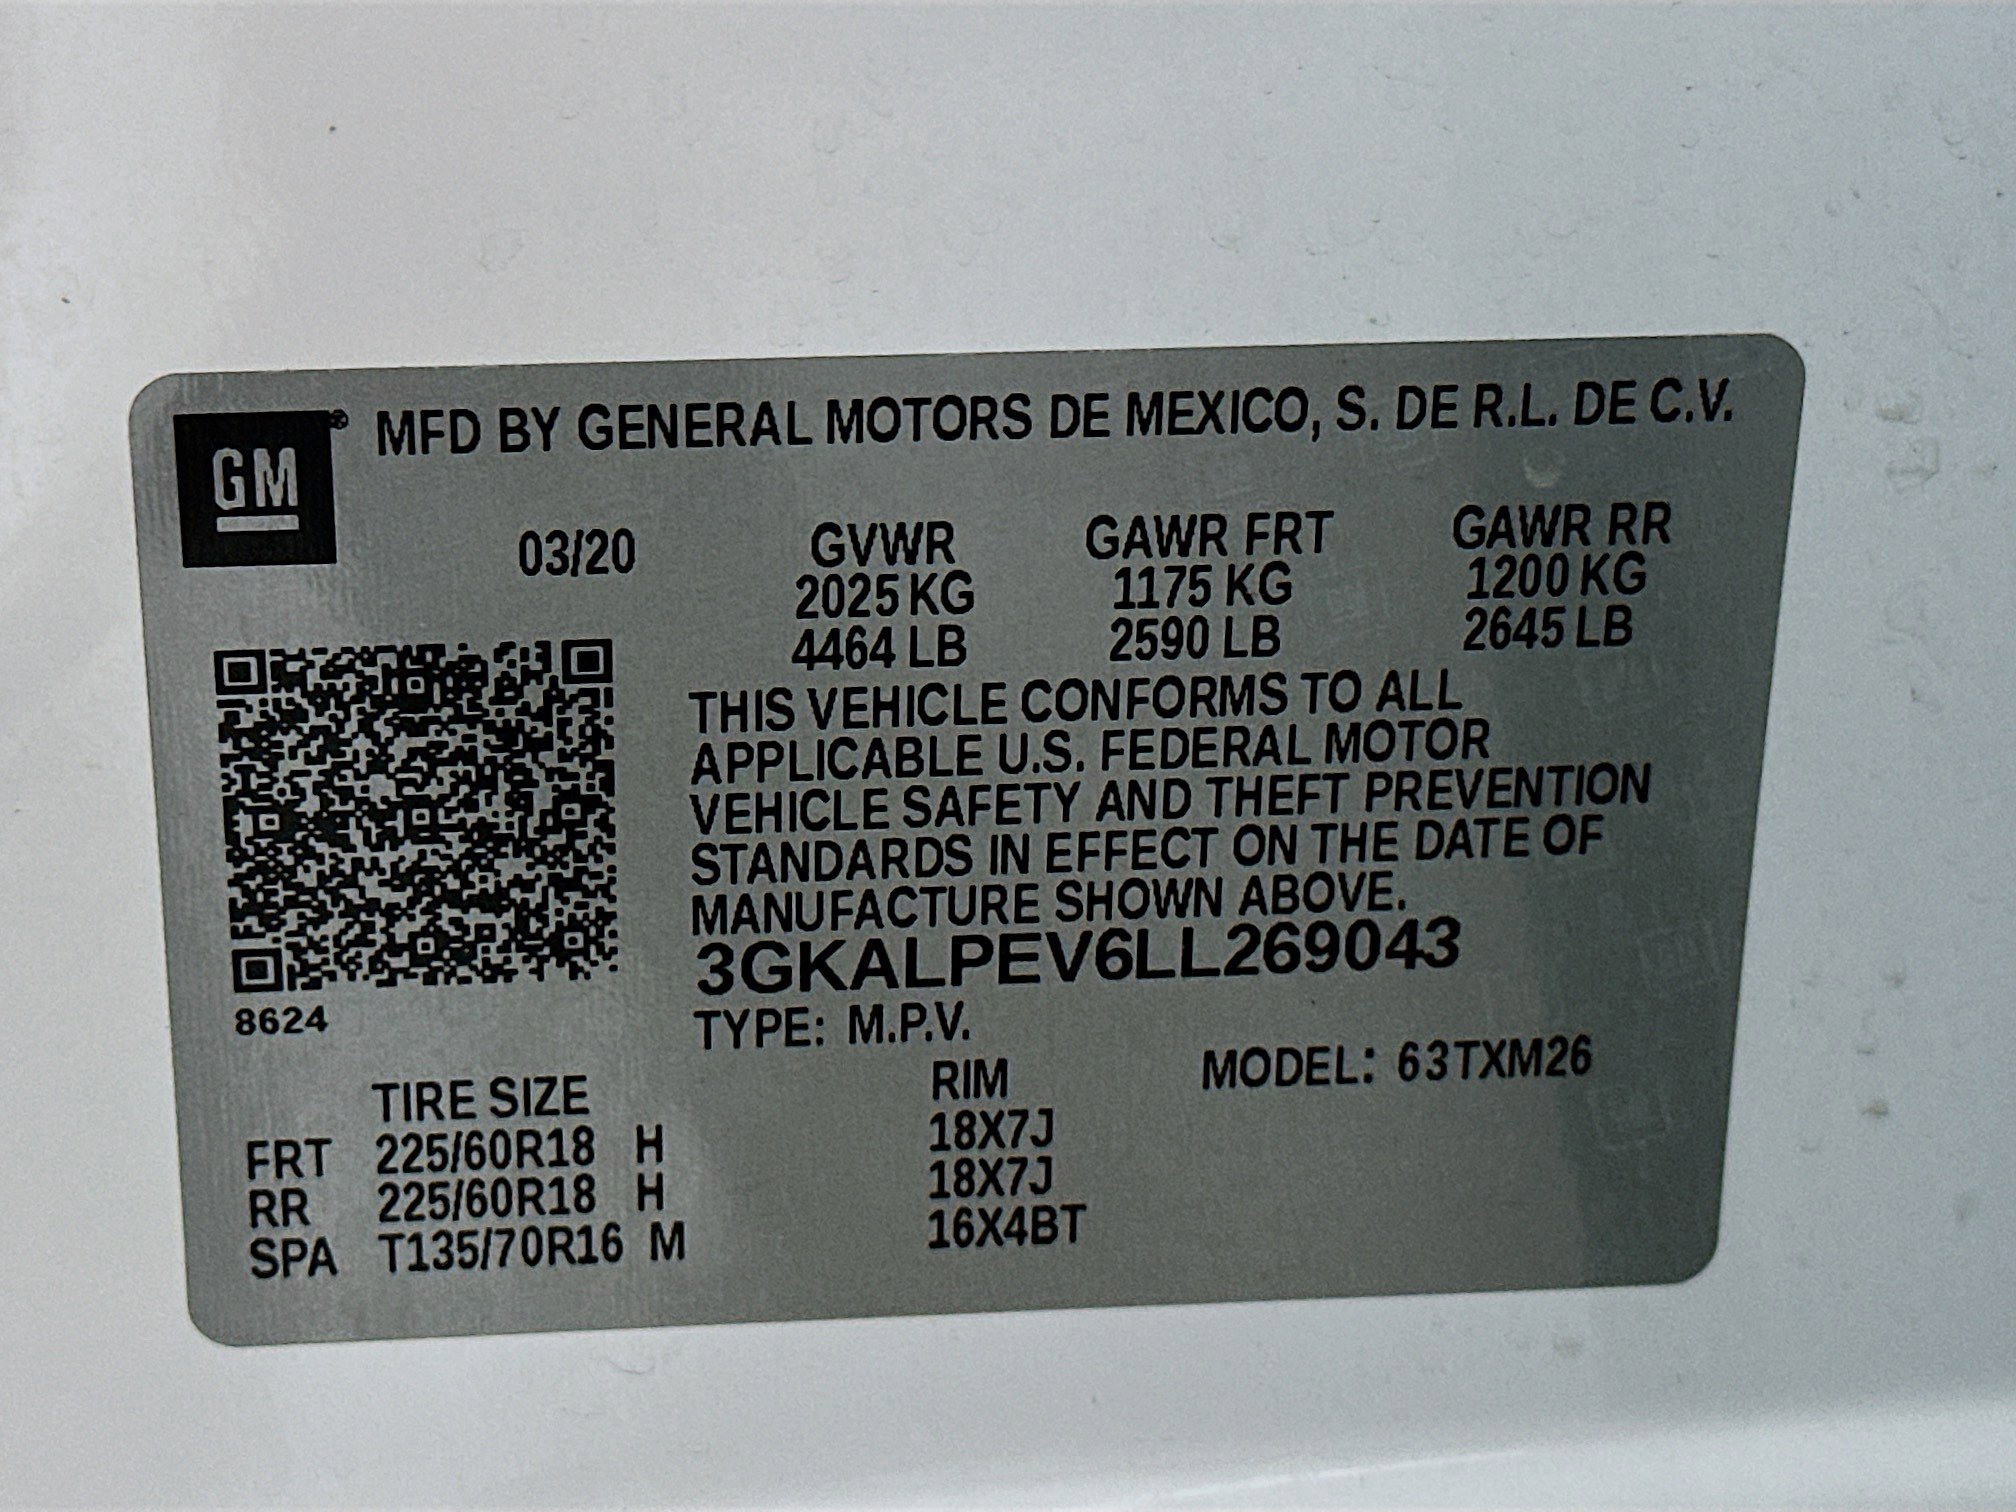 GM ® MFD BY GENERAL MOTORS DE MEXICO, S. DE R.L. DE C.V.
03/20 GVWR GAWR FRT GAWR RR
2025 KG 1175 KG 1200 KG
4464 LB 2590 LB 2645 LB
THIS VEHICLE CONFORMS TO ALL
APPLICABLE U.S. FEDERAL MOTOR
VEHICLE SAFETY AND THEFT PREVENTION
STANDARDS IN EFFECT ON THE DATE OF
MANUFACTURE SHOWN ABOVE.
3GKALPEV6LL269043
8624
TYPE: M.P.V. MODEL: 63TXM26
TIRE SIZE RIM
FRT 225/60R18 H 18X7J
RR 225/60R18 H 18X7J
SPA T135/70R16 M 16X4BT